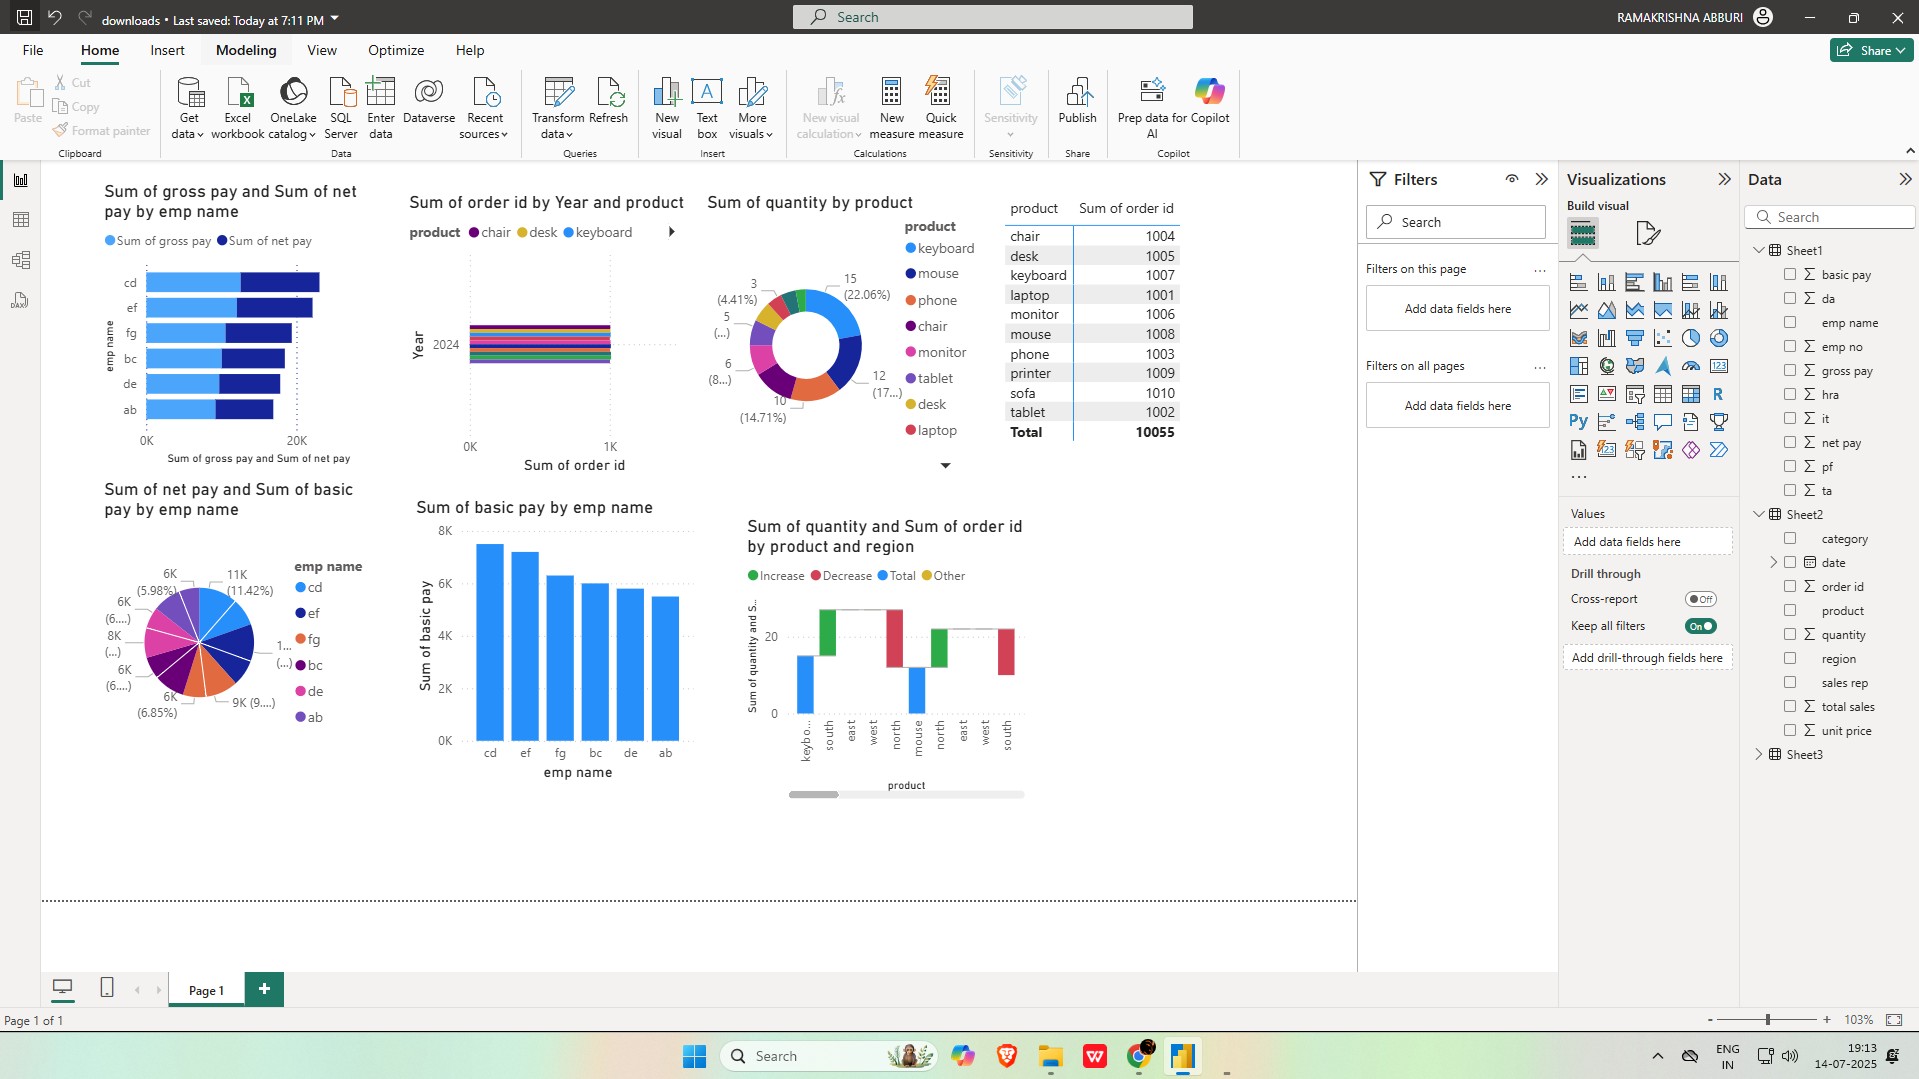 downloads • Last saved: Today at 7:11 PM
Search
RAMAKRISHNA ABBURI
File
Home
Insert
Modeling
View
Optimize
Help
Share
Paste
Cut
Copy
Format painter
Clipboard
Get data
Excel workbook
OneLake catalog
SQL Server
Enter data
Dataverse
Recent sources
Data
Transform data
Refresh
Queries
New visual
Text box
More visuals
Insert
New visual calculation
New measure
Quick measure
Calculations
Sensitivity
Sensitivity
Publish
Share
Prep data for AI
Copilot
Copilot
Sum of gross pay and Sum of net
pay by emp name
Sum of gross pay
Sum of net pay
emp name
cd
ef
fg
bc
de
ab
0K
20K
Sum of gross pay and Sum of net pay
Sum of order id by Year and product
product
chair
desk
keyboard
Year
2024
0K
1K
Sum of order id
Sum of quantity by product
15
(22.06%)
12
(17...)
10
(14.71%)
6
(8...)
5
(...)
3
(4.41%)
product
keyboard
mouse
phone
chair
monitor
tablet
desk
laptop
product Sum of order id
chair 1004
desk 1005
keyboard 1007
laptop 1001
monitor 1006
mouse 1008
phone 1003
printer 1009
sofa 1010
tablet 1002
Total 10055
Sum of net pay and Sum of basic
pay by emp name
11K
(11.42%)
1...
(...)
9K (9....)
6K
(6.85%)
6K
(6....)
8K
(...)
6K
(6....)
6K
(5.98%)
emp name
cd
ef
fg
bc
de
ab
Sum of basic pay by emp name
Sum of basic pay
8K
6K
4K
2K
0K
cd
ef
fg
bc
de
ab
emp name
Sum of quantity and Sum of order id
by product and region
Increase
Decrease
Total
Other
Sum of quantity and S...
20
0
keybo...
south
east
west
north
mouse
north
east
west
south
product
Filters
Search
Filters on this page
...
Add data fields here
Filters on all pages
...
Add data fields here
Visualizations
Build visual
R
Py
123
...
Values
Add data fields here
Drill through
Cross-report
Off
Keep all filters
On
Add drill-through fields here
Data
Search
Sheet1
basic pay
da
emp name
emp no
gross pay
hra
it
net pay
pf
ta
Sheet2
category
date
order id
product
quantity
region
sales rep
total sales
unit price
Sheet3
Page 1
Page 1 of 1
- + 103%
Search
ENG
IN
19:13
14-07-2025